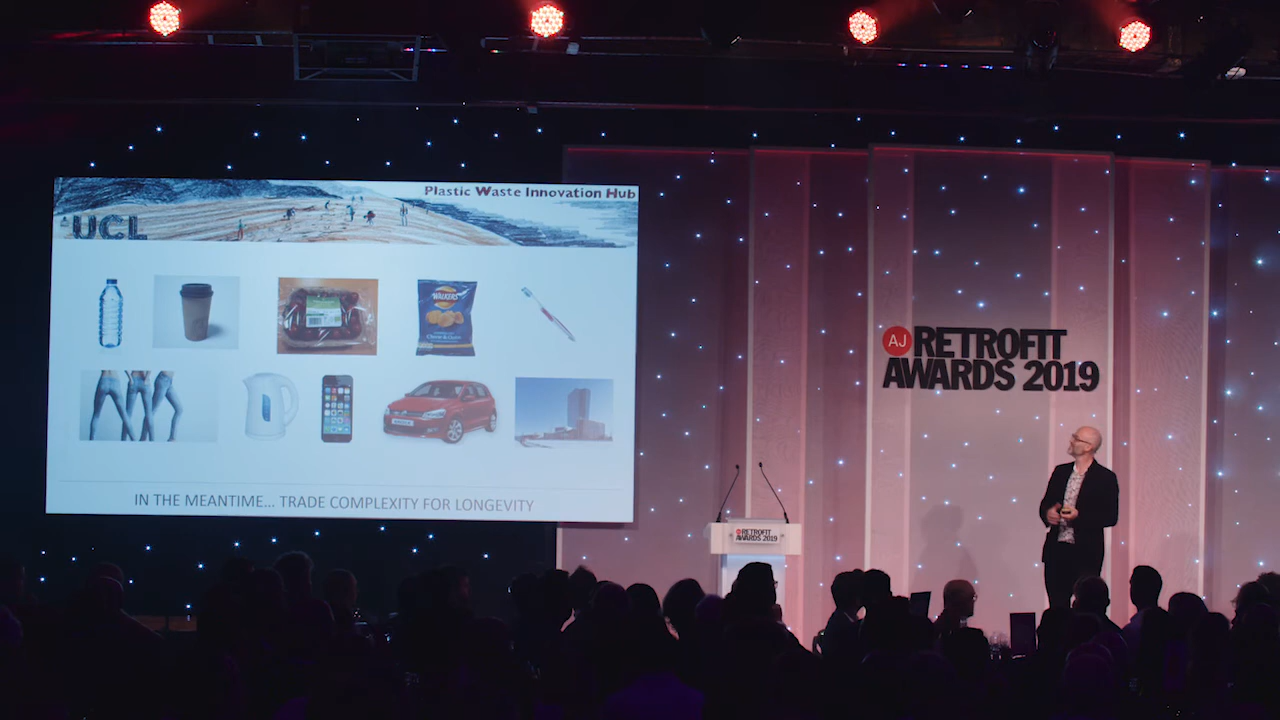 Plastic Waste Innovation Hub
UCL
WALKERS
IN THE MEANTIME... TRADE COMPLEXITY FOR LONGEVITY
AJ RETROFIT
AWARDS 2019
RETROFIT
AWARDS 2019